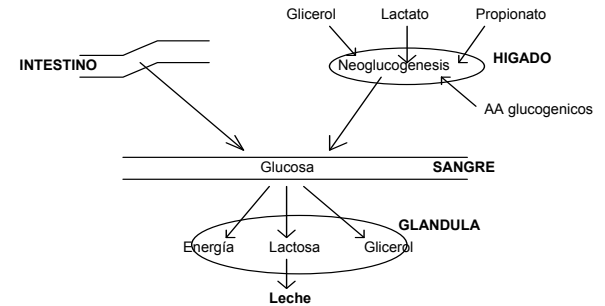 Glicerol Lactato Propionato
INTESTINO Neoglucogenesis HIGADO
AA glucogenicos
Glucosa SANGRE
GLANDULA
Energía Lactosa Glicerol
Leche